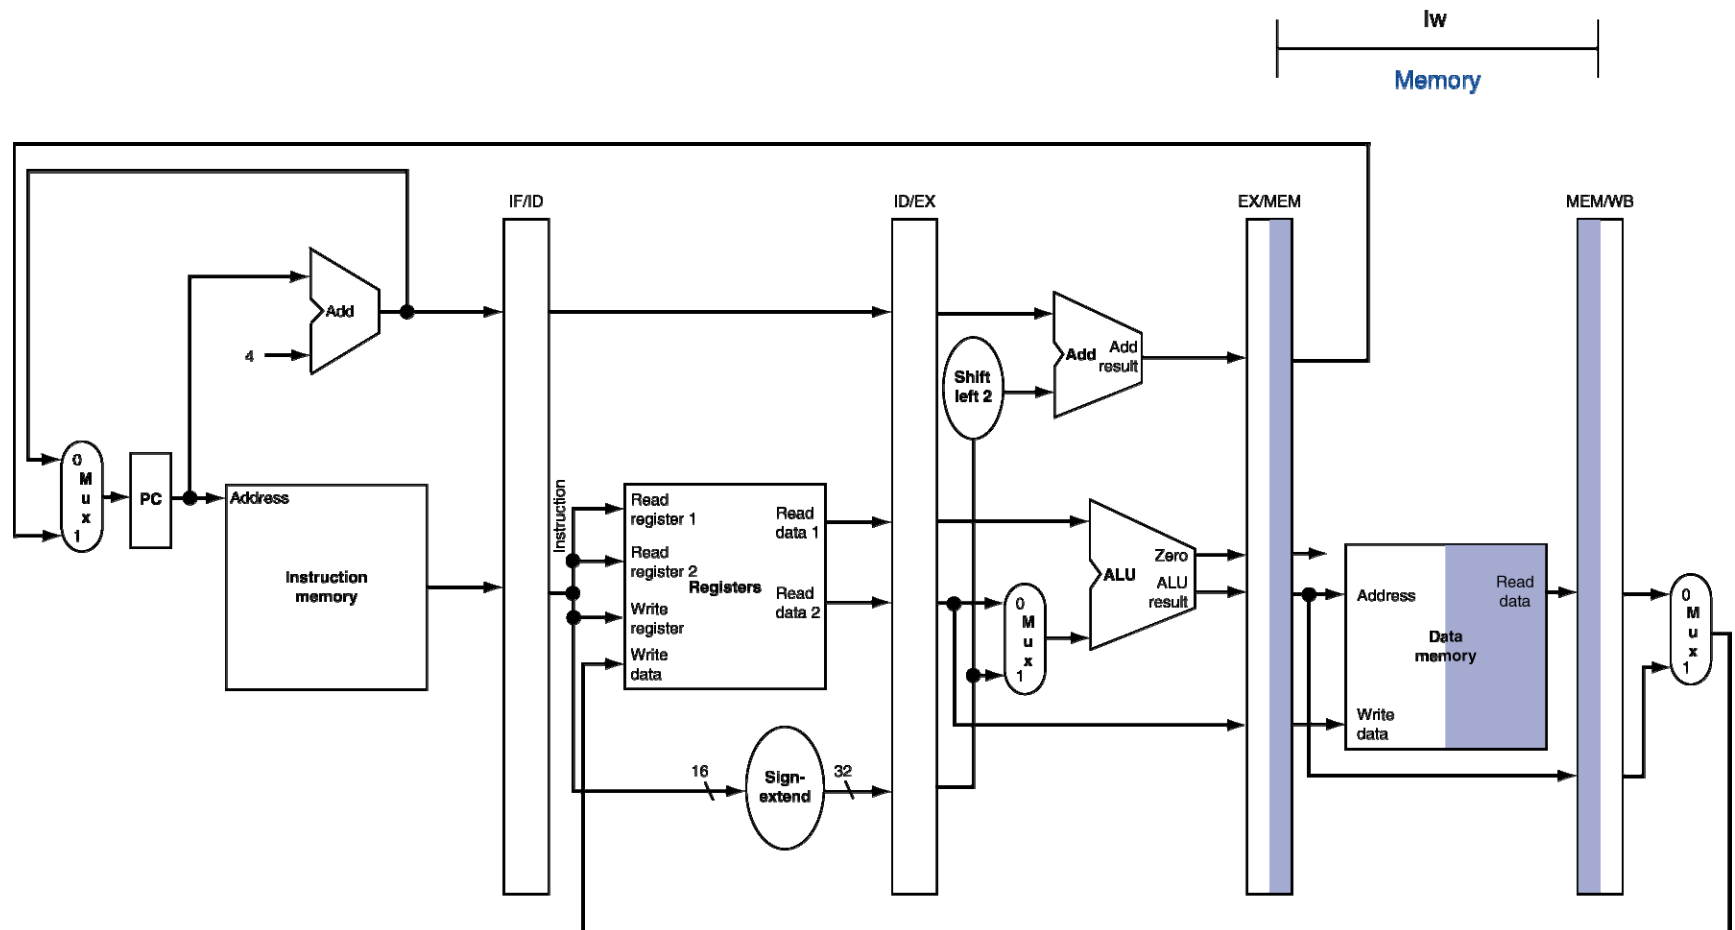 lw
Memory
IF/ID
ID/EX
EX/MEM
MEM/WB
Add
4
Add
Add
result
Shift
left 2
0
M
u
x
1
PC
Address
Instruction
memory
Instruction
Read
register 1
Read
register 2
Write
register
Write
data
Registers
Read
data 1
Read
data 2
16
Sign-
extend
32
0
M
u
x
1
ALU
Zero
ALU
result
Address
Read
data
Data
memory
Write
data
0
M
u
x
1